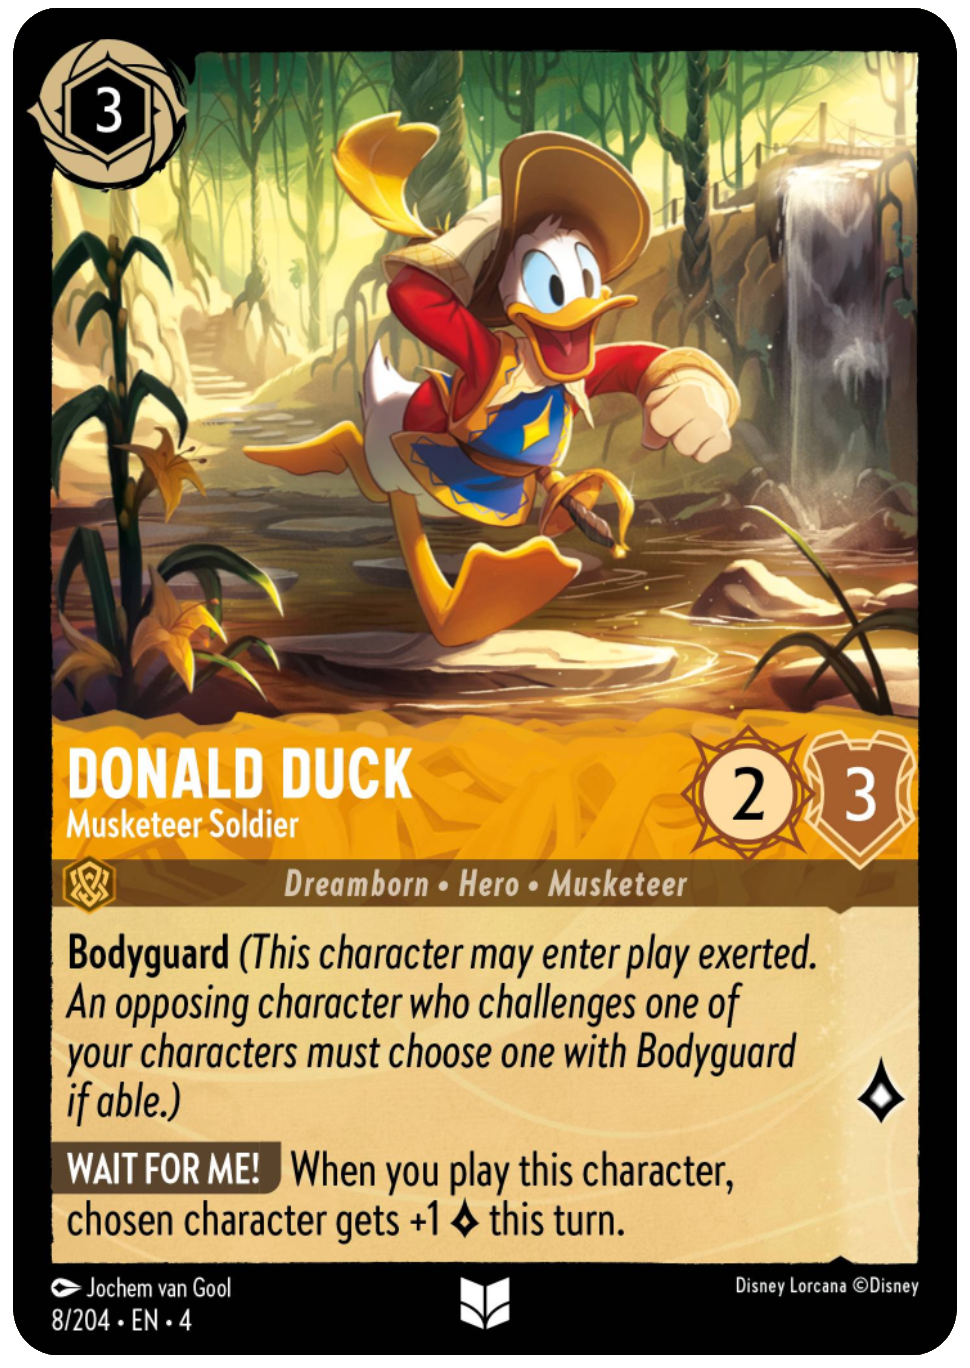 3
DONALD DUCK
Musketeer Soldier
2
3
Dreamborn • Hero • Musketeer
Bodyguard (This character may enter play exerted.
An opposing character who challenges one of
your characters must choose one with Bodyguard
if able.)
WAIT FOR ME! When you play this character,
chosen character gets +1 this turn.
Jochem van Gool
Disney Lorcana ©Disney
8/204 • EN • 4